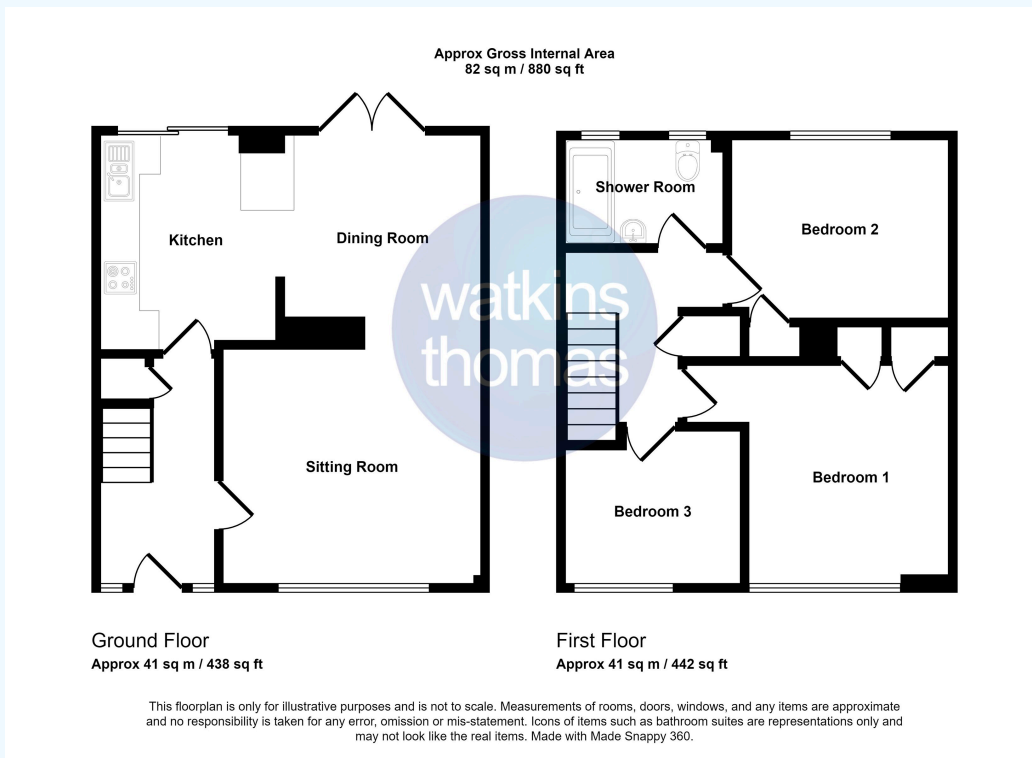 Approx Gross Internal Area
82 sq m / 880 sq ft
Kitchen
Dining Room
Sitting Room
Shower Room
Bedroom 2
Bedroom 1
Bedroom 3
watkins
thomas
Ground Floor
Approx 41 sq m / 438 sq ft
First Floor
Approx 41 sq m / 442 sq ft
This floorplan is only for illustrative purposes and is not to scale. Measurements of rooms, doors, windows, and any items are approximate
and no responsibility is taken for any error, omission or mis-statement. Icons of items such as bathroom suites are representations only and
may not look like the real items. Made with Made Snappy 360.